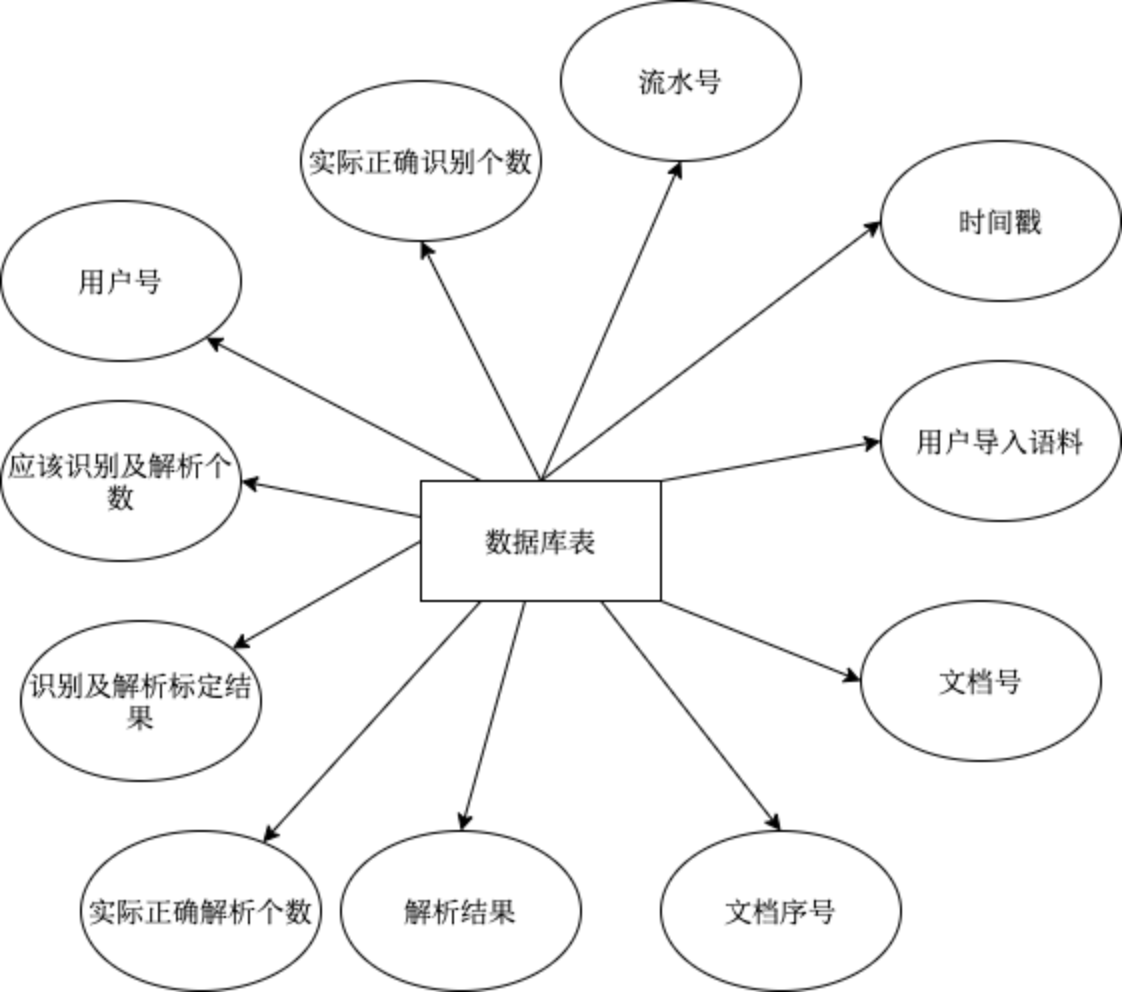 流水号
实际正确识别个数
时间戳
用户号
用户导入语料
应该识别及解析个
数
数据库表
文档号
识别及解析标定结
果
实际正确解析个数
解析结果
文档序号